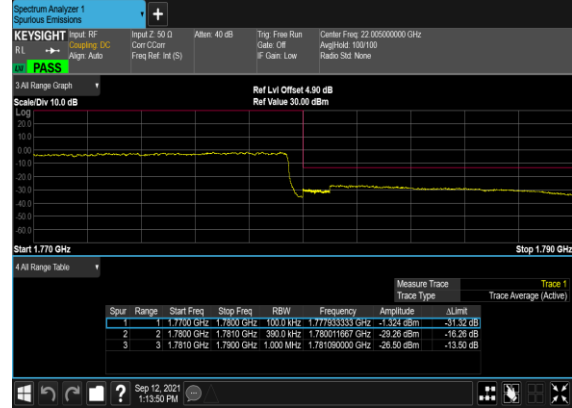 Spectrum Analyzer 1
Spurious Emissions
+
KEYSIGHT Input: RF Input Z: 50 Ω Atten: 40 dB Trig: Free Run Center Freq: 22.005000000 GHz
RL Coupling: DC Corr CCorr Gate: Off Avg|Hold: 100/100
Align: Auto Freq Ref: Int (S) IF Gain: Low Radio Std: None
LXI PASS
3 All Range Graph
Ref Lvl Offset 4.90 dB
Scale/Div 10.0 dB Ref Value 30.00 dBm
Log
20.0
10.0
0.00
-10.0
-20.0
-30.0
-40.0
-50.0
-60.0
Start 1.770 GHz Stop 1.790 GHz
4 All Range Table
Measure Trace Trace 1
Trace Type Trace Average (Active)
Spur Range Start Freq Stop Freq RBW Frequency Amplitude ΔLimit
1 1 1.7700 GHz 1.7800 GHz 100.0 kHz 1.777933333 GHz -1.324 dBm -31.32 dB
2 2 1.7800 GHz 1.7810 GHz 390.0 kHz 1.780011667 GHz -29.26 dBm -16.26 dB
3 3 1.7810 GHz 1.7900 GHz 1.000 MHz 1.781090000 GHz -26.50 dBm -13.50 dB
? Sep 12, 2021
1:13:50 PM